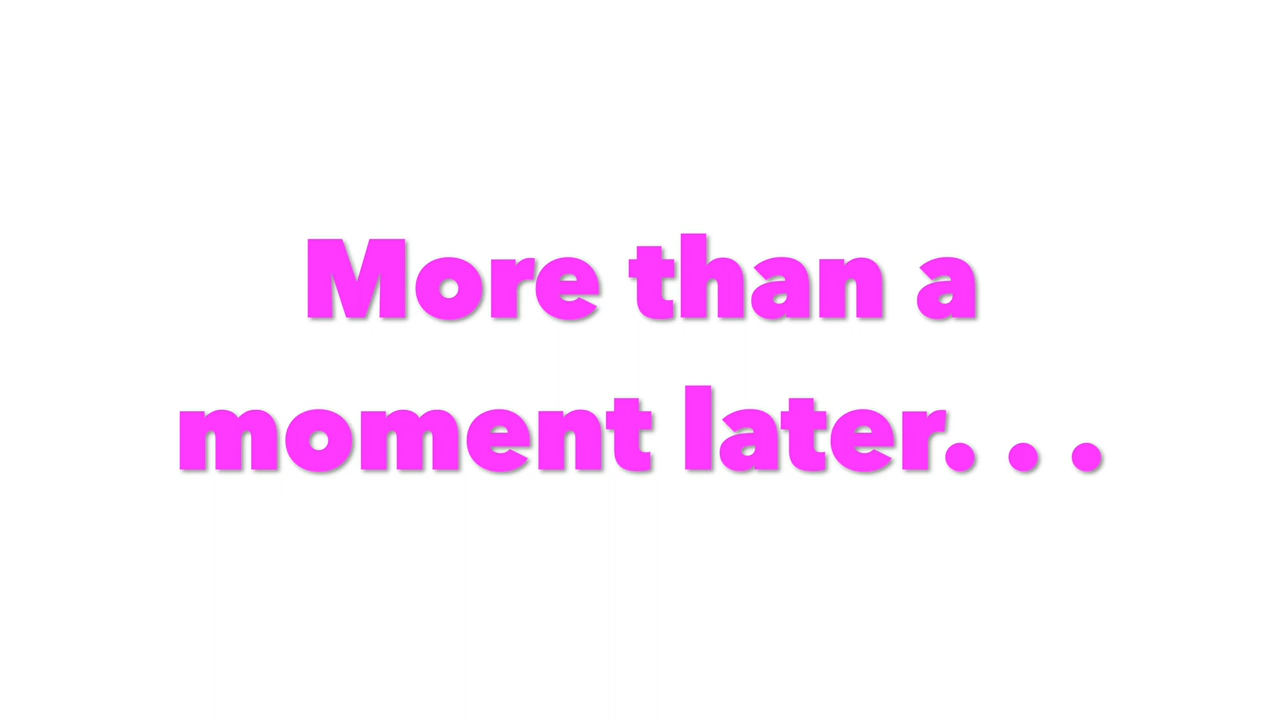 More than a
moment later. . .